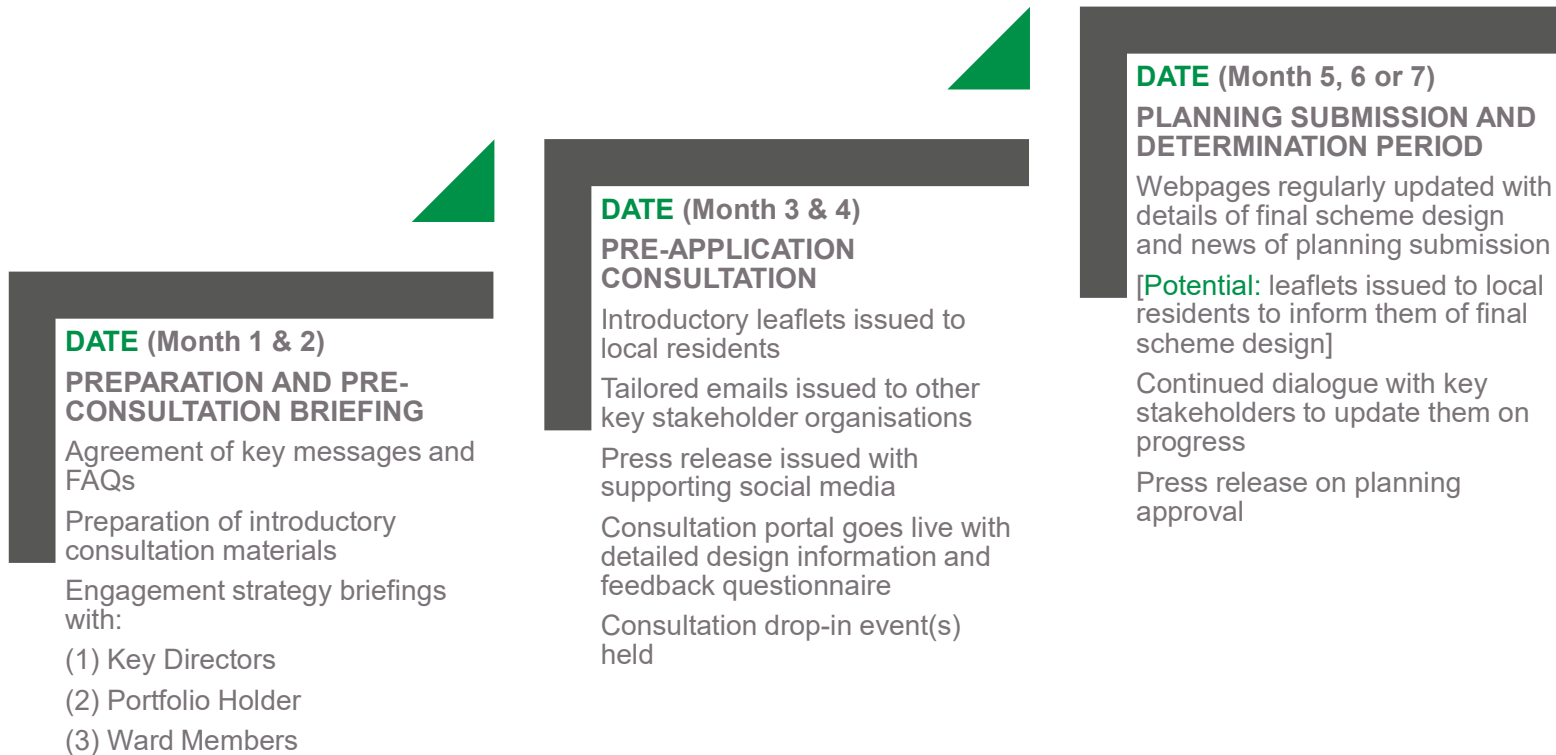 DATE (Month 1 & 2)
PREPARATION AND PRE-
CONSULTATION BRIEFING
Agreement of key messages and
FAQs
Preparation of introductory
consultation materials
Engagement strategy briefings
with:
(1) Key Directors
(2) Portfolio Holder
(3) Ward Members
DATE (Month 3 & 4)
PRE-APPLICATION
CONSULTATION
Introductory leaflets issued to
local residents
Tailored emails issued to other
key stakeholder organisations
Press release issued with
supporting social media
Consultation portal goes live with
detailed design information and
feedback questionnaire
Consultation drop-in event(s)
held
DATE (Month 5, 6 or 7)
PLANNING SUBMISSION AND
DETERMINATION PERIOD
Webpages regularly updated with
details of final scheme design
and news of planning submission
[Potential: leaflets issued to local
residents to inform them of final
scheme design]
Continued dialogue with key
stakeholders to update them on
progress
Press release on planning
approval